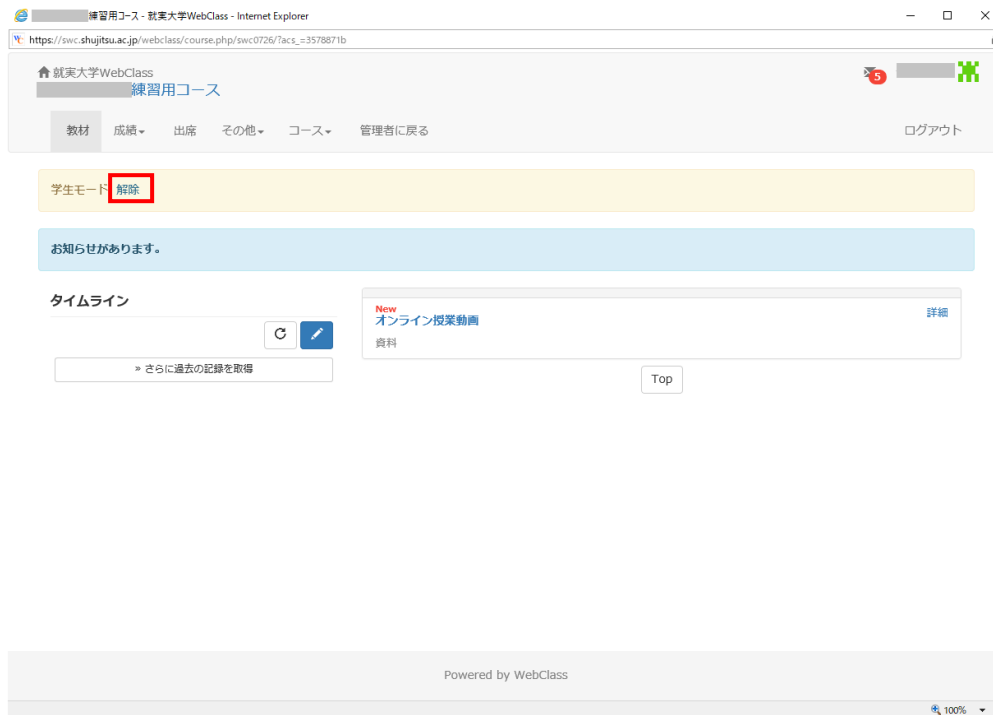 練習用コース - 就実大学WebClass - Internet Explorer
https://swc.shujitsu.ac.jp/webclass/course.php/swc0726/?acs_=3578871b
就実大学WebClass
5
練習用コース
教材 成績 出席 その他 コース 管理者に戻る ログアウト
学生モード 解除
お知らせがあります。
タイムライン
» さらに過去の記録を取得
New
オンライン授業動画 詳細
資料
Top
Powered by WebClass
100%